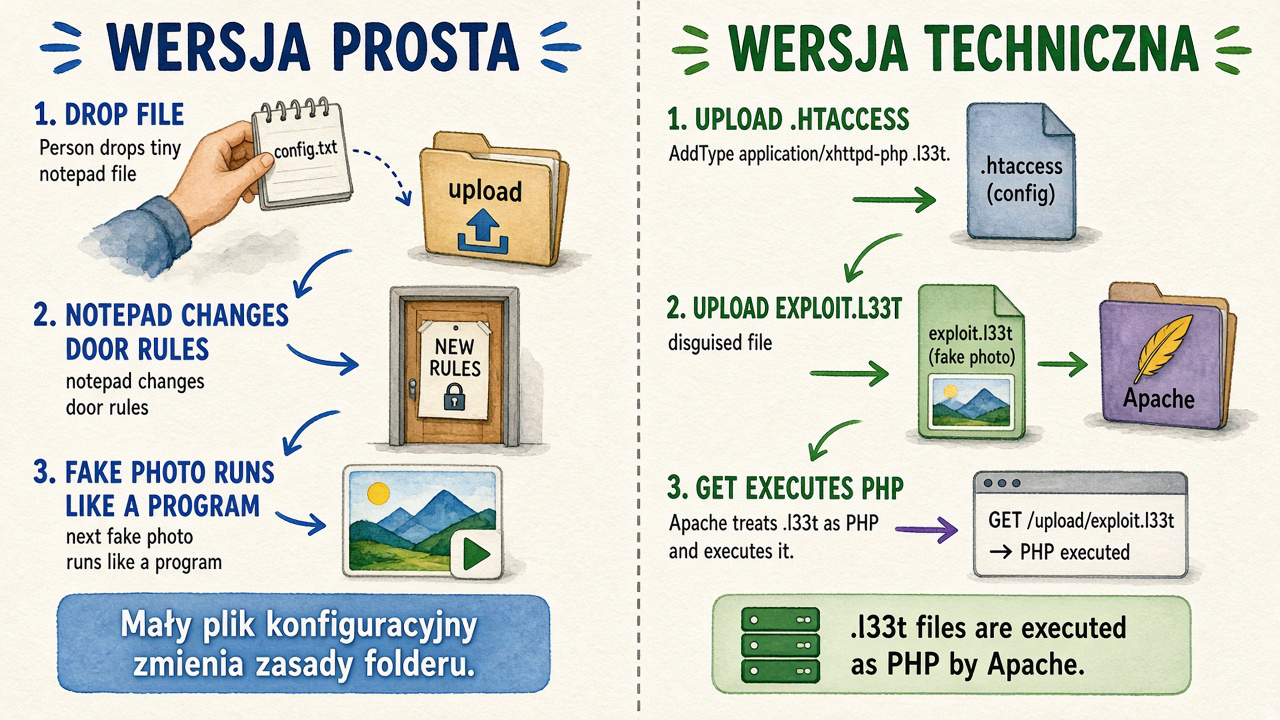 WERSJA PROSTA
1. DROP FILE
Person drops tiny
notepad file
config.txt
upload
2. NOTEPAD CHANGES
DOOR RULES
notepad changes
door rules
NEW
RULES
3. FAKE PHOTO RUNS
LIKE A PROGRAM
next fake photo
runs like a program
Mały plik konfiguracyjny
zmienia zasady folderu.
WERSJA TECHNICZNA
1. UPLOAD .HTACCESS
AddType application/xhttpd-php .l33t.
.htaccess
(config)
2. UPLOAD EXPLOIT.L33T
disguised file
exploit.l33t
(fake photo)
Apache
3. GET EXECUTES PHP
Apache treats .l33t as PHP
and executes it.
GET /upload/exploit.l33t
→ PHP executed
.l33t files are executed
as PHP by Apache.